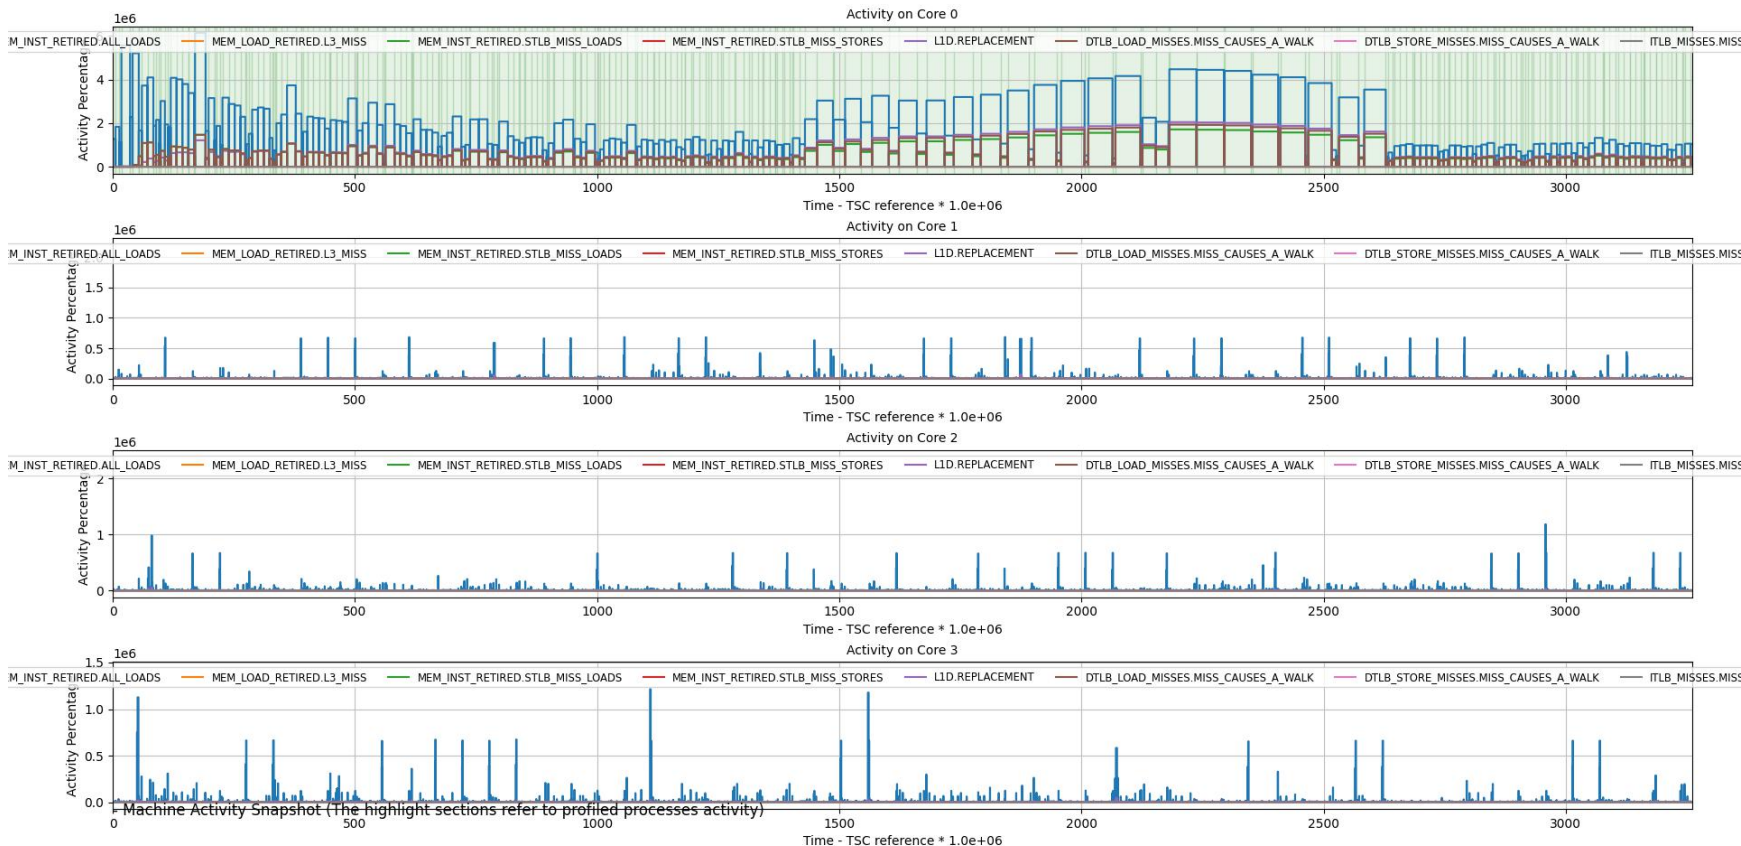 Activity on Core 0
1e6
M_INST_RETIRED.ALL_LOADS MEM_LOAD_RETIRED.L3_MISS MEM_INST_RETIRED.STLB_MISS_LOADS MEM_INST_RETIRED.STLB_MISS_STORES L1D.REPLACEMENT DTLB_LOAD_MISSES.MISS_CAUSES_A_WALK DTLB_STORE_MISSES.MISS_CAUSES_A_WALK ITLB_MISSES.MISS
Activity Percentage
4
2
0
0 500 1000 1500 2000 2500 3000
Time - TSC reference * 1.0e+06
Activity on Core 1
1e6
M_INST_RETIRED.ALL_LOADS MEM_LOAD_RETIRED.L3_MISS MEM_INST_RETIRED.STLB_MISS_LOADS MEM_INST_RETIRED.STLB_MISS_STORES L1D.REPLACEMENT DTLB_LOAD_MISSES.MISS_CAUSES_A_WALK DTLB_STORE_MISSES.MISS_CAUSES_A_WALK ITLB_MISSES.MISS
Activity Percentag
1.5
1.0
0.5
0.0
0 500 1000 1500 2000 2500 3000
Time - TSC reference * 1.0e+06
Activity on Core 2
1e6
M_INST_RETIRED.ALL_LOADS MEM_LOAD_RETIRED.L3_MISS MEM_INST_RETIRED.STLB_MISS_LOADS MEM_INST_RETIRED.STLB_MISS_STORES L1D.REPLACEMENT DTLB_LOAD_MISSES.MISS_CAUSES_A_WALK DTLB_STORE_MISSES.MISS_CAUSES_A_WALK ITLB_MISSES.MISS
Activity Percentag
2
1
0
0 500 1000 1500 2000 2500 3000
Time - TSC reference * 1.0e+06
Activity on Core 3
1e6
1.5
M_INST_RETIRED.ALL_LOADS MEM_LOAD_RETIRED.L3_MISS MEM_INST_RETIRED.STLB_MISS_LOADS MEM_INST_RETIRED.STLB_MISS_STORES L1D.REPLACEMENT DTLB_LOAD_MISSES.MISS_CAUSES_A_WALK DTLB_STORE_MISSES.MISS_CAUSES_A_WALK ITLB_MISSES.MISS
Activity Percentag
1.0
0.5
0.0
- Machine Activity Snapshot (The highlight sections refer to profiled processes activity)
0 500 1000 1500 2000 2500 3000
Time - TSC reference * 1.0e+06